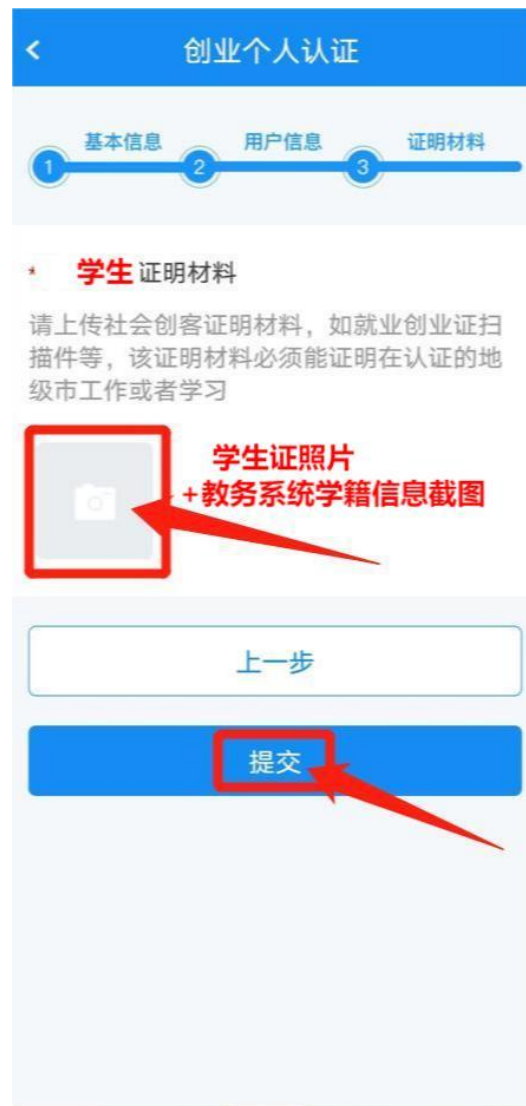 创业个人认证
基本信息
用户信息
证明材料
1
2
3
* 学生 证明材料
请上传社会创客证明材料，如就业创业证扫
描件等，该证明材料必须能证明在认证的地
级市工作或者学习
学生证照片
+教务系统学籍信息截图
上一步
提交